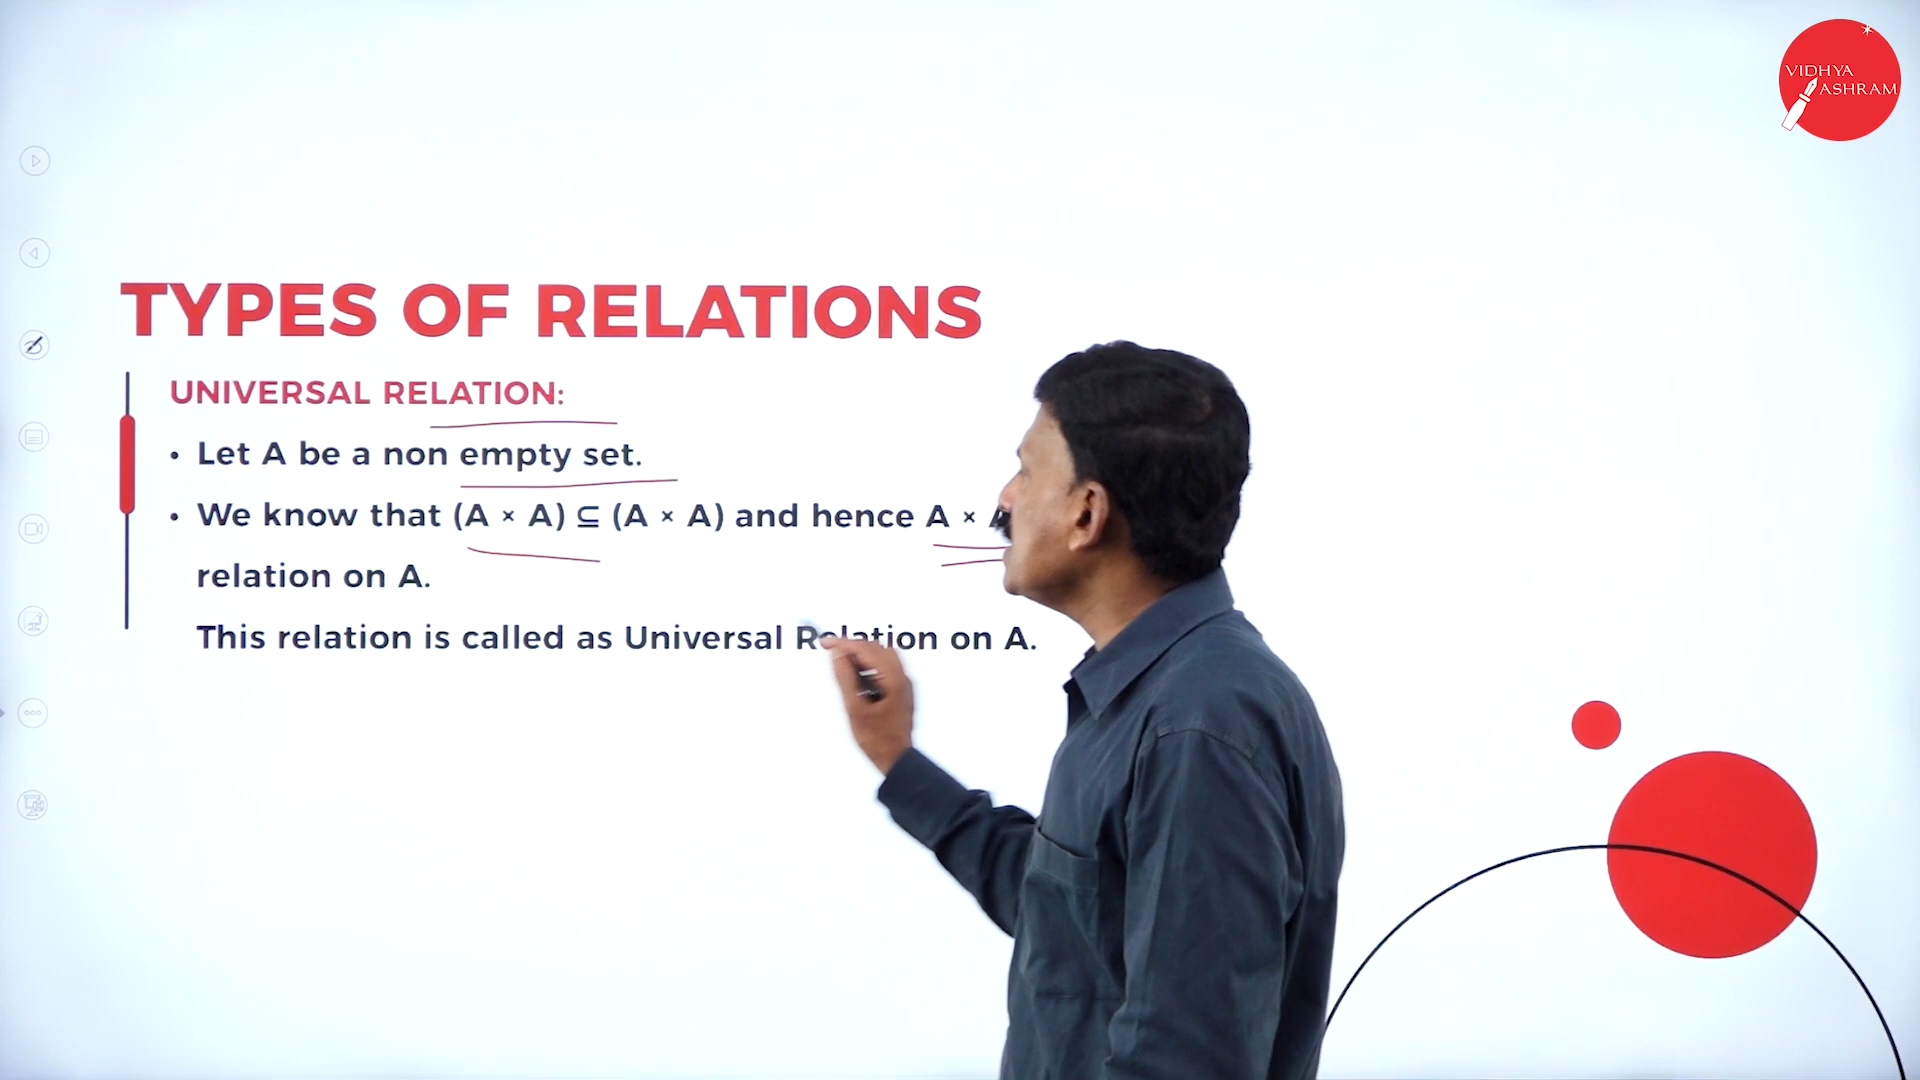 VIDHYA
ASHRAM
TYPES OF RELATIONS
UNIVERSAL RELATION:
• Let A be a non empty set.
• We know that (A × A) ⊆ (A × A) and hence A ×
relation on A.
This relation is called as Universal Relation on A.